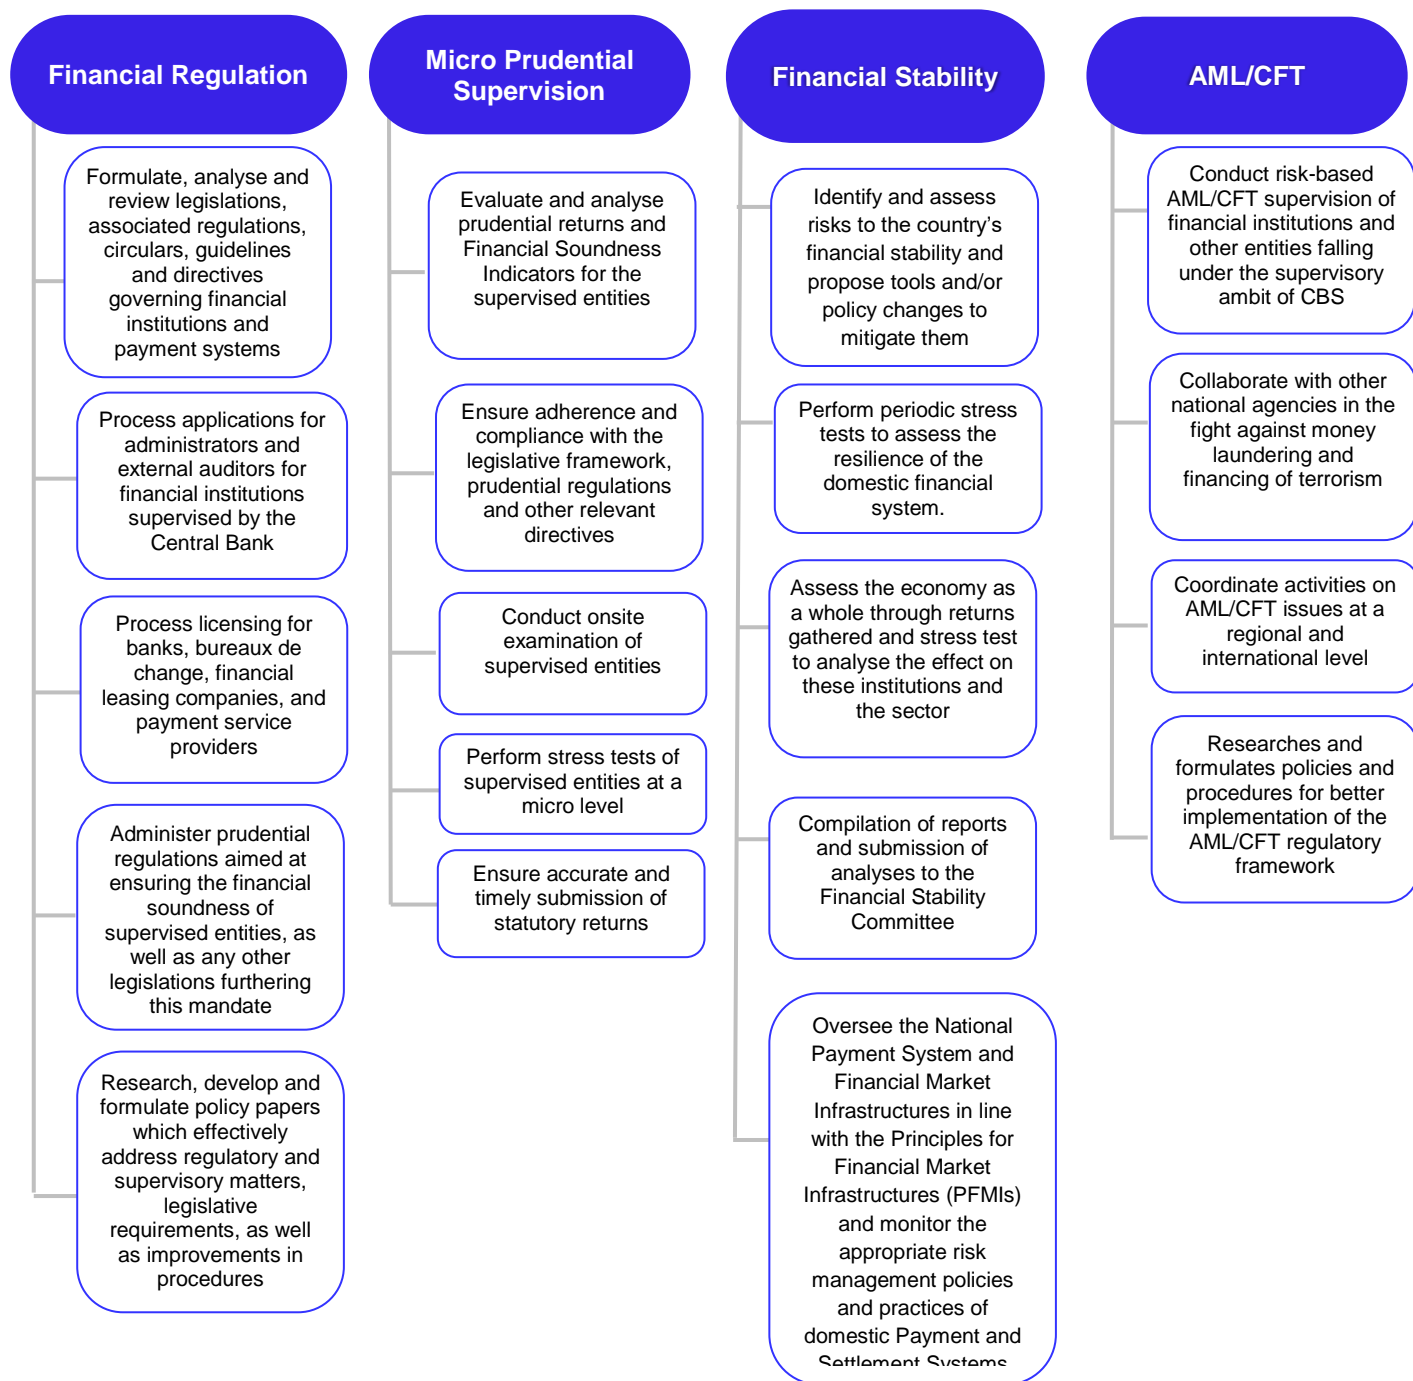 Financial Regulation
Formulate, analyse and
review legislations,
associated regulations,
circulars, guidelines
and directives
governing financial
institutions and
payment systems
Process applications for
administrators and
external auditors for
financial institutions
supervised by the
Central Bank
Process licensing for
banks, bureaux de
change, financial
leasing companies, and
payment service
providers
Administer prudential
regulations aimed at
ensuring the financial
soundness of
supervised entities, as
well as any other
legislations furthering
this mandate
Research, develop and
formulate policy papers
which effectively
address regulatory and
supervisory matters,
legislative
requirements, as well
as improvements in
procedures
Micro Prudential
Supervision
Evaluate and analyse
prudential returns and
Financial Soundness
Indicators for the
supervised entities
Ensure adherence and
compliance with the
legislative framework,
prudential regulations
and other relevant
directives
Conduct onsite
examination of
supervised entities
Perform stress tests of
supervised entities at a
micro level
Ensure accurate and
timely submission of
statutory returns
Financial Stability
Identify and assess
risks to the country's
financial stability and
propose tools and/or
policy changes to
mitigate them
Perform periodic stress
tests to assess the
resilience of the
domestic financial
system.
Assess the economy as
a whole through returns
gathered and stress test
to analyse the effect on
these institutions and
the sector
Compilation of reports
and submission of
analyses to the
Financial Stability
Committee
Oversee the National
Payment System and
Financial Market
Infrastructures in line
with the Principles for
Financial Market
Infrastructures (PFMIs)
and monitor the
appropriate risk
management policies
and practices of
domestic Payment and
Settlement Systems
AML/CFT
Conduct risk-based
AML/CFT supervision of
financial institutions and
other entities falling
under the supervisory
ambit of CBS
Collaborate with other
national agencies in the
fight against money
laundering and
financing of terrorism
Coordinate activities on
AML/CFT issues at a
regional and
international level
Researches and
formulates policies and
procedures for better
implementation of the
AML/CFT regulatory
framework